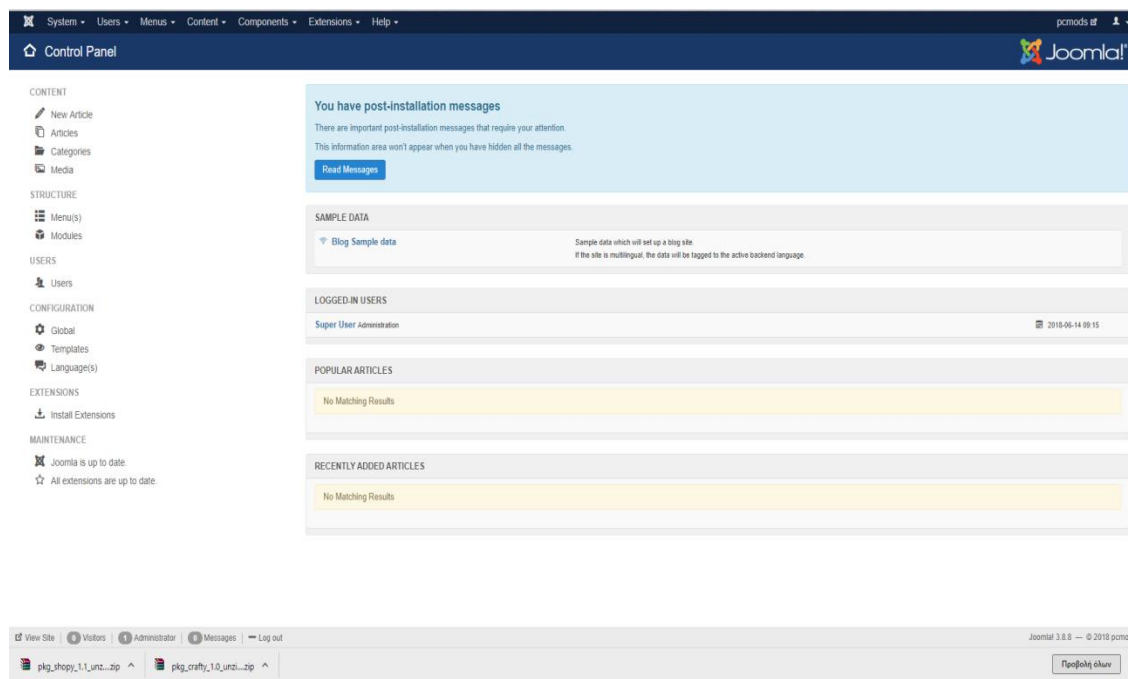 System Users Menus Content Components Extensions Help pcmods
Control Panel Joomla!
CONTENT
New Article
Articles
Categories
Media
STRUCTURE
Menu(s)
Modules
USERS
Users
CONFIGURATION
Global
Templates
Language(s)
EXTENSIONS
Install Extensions
MAINTENANCE
Joomla is up to date.
All extensions are up to date.
You have post-installation messages
There are important post-installation messages that require your attention.
This information area won't appear when you have hidden all the messages.
Read Messages
SAMPLE DATA
Blog Sample data
Sample data which will set up a blog site.
If the site is multilingual, the data will be tagged to the active backend language.
LOGGED-IN USERS
Super User Administration 2018-06-14 09:15
POPULAR ARTICLES
No Matching Results
RECENTLY ADDED ARTICLES
No Matching Results
View Site 0 Visitors 1 Administrator 0 Messages Log out Joomla! 3.8.8 — © 2018 pcmo
pkg_shopy_1.1_unz...zip pkg_crafty_1.0_unzi...zip Προβολή όλων